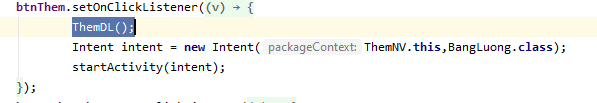 btnThem.setOnClickListener((v) → {
ThemDL();
Intent intent = new Intent( packageContext: ThemNV.this,BangLuong.class);
startActivity(intent);
});